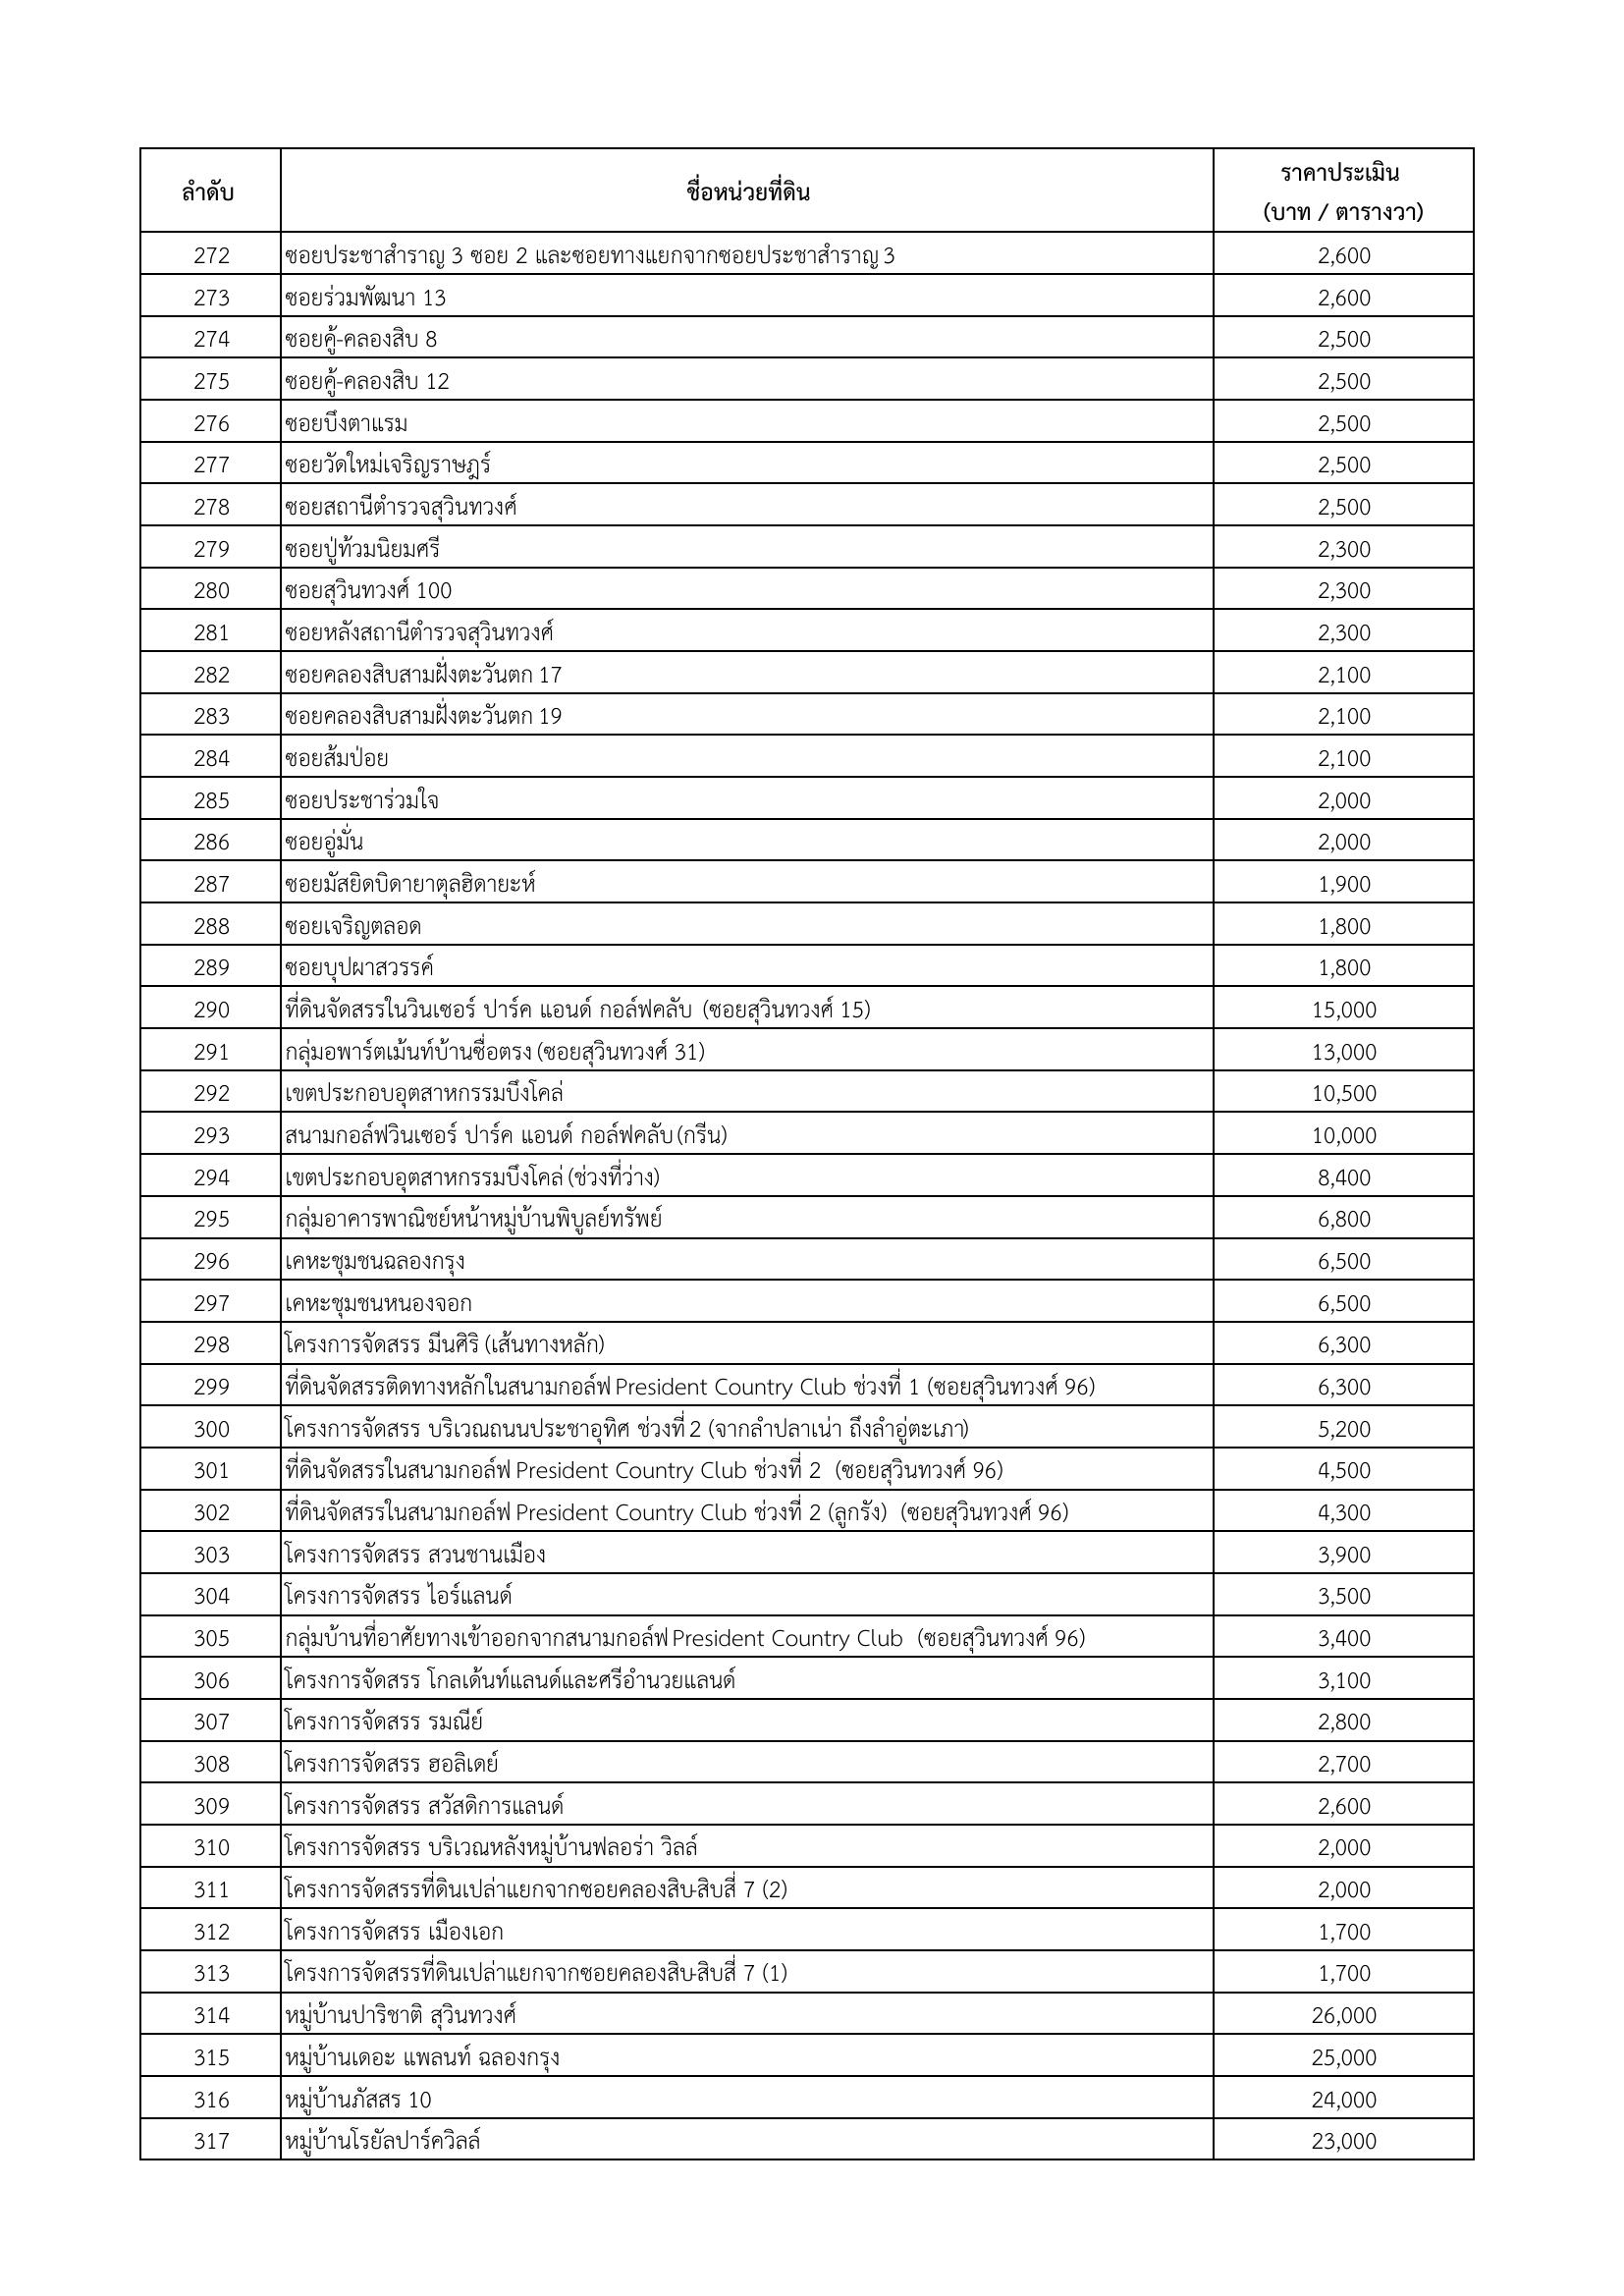 ลำดับ ชื่อหน่วยที่ดิน ราคาประเมิน
(บาท / ตารางวา)
272 ซอยประชาสำราญ 3 ซอย 2 และซอยทางแยกจากซอยประชาสำราญ 3 2,600
273 ซอยร่วมพัฒนา 13 2,600
274 ซอยคู้-คลองสิบ 8 2,500
275 ซอยคู้-คลองสิบ 12 2,500
276 ซอยบึงตาแรม 2,500
277 ซอยวัดใหม่เจริญราษฎร์ 2,500
278 ซอยสถานีตำรวจสุวินทวงศ์ 2,500
279 ซอยปู่ท้วมนิยมศรี 2,300
280 ซอยสุวินทวงศ์ 100 2,300
281 ซอยหลังสถานีตำรวจสุวินทวงศ์ 2,300
282 ซอยคลองสิบสามฝั่งตะวันตก 17 2,100
283 ซอยคลองสิบสามฝั่งตะวันตก 19 2,100
284 ซอยส้มป่อย 2,100
285 ซอยประชาร่วมใจ 2,000
286 ซอยอู่มั่น 2,000
287 ซอยมัสยิดบิดายาตุลฮิดายะห์ 1,900
288 ซอยเจริญตลอด 1,800
289 ซอยบุปผาสวรรค์ 1,800
290 ที่ดินจัดสรรในวินเซอร์ ปาร์ค แอนด์ กอล์ฟคลับ (ซอยสุวินทวงศ์ 15) 15,000
291 กลุ่มอพาร์ตเม้นท์บ้านซื่อตรง (ซอยสุวินทวงศ์ 31) 13,000
292 เขตประกอบอุตสาหกรรมบึงโคล่ 10,500
293 สนามกอล์ฟวินเซอร์ ปาร์ค แอนด์ กอล์ฟคลับ (กรีน) 10,000
294 เขตประกอบอุตสาหกรรมบึงโคล่ (ช่วงที่ว่าง) 8,400
295 กลุ่มอาคารพาณิชย์หน้าหมู่บ้านพิบูลย์ทรัพย์ 6,800
296 เคหะชุมชนฉลองกรุง 6,500
297 เคหะชุมชนหนองจอก 6,500
298 โครงการจัดสรร มีนศิริ (เส้นทางหลัก) 6,300
299 ที่ดินจัดสรรติดทางหลักในสนามกอล์ฟ President Country Club ช่วงที่ 1 (ซอยสุวินทวงศ์ 96) 6,300
300 โครงการจัดสรร บริเวณถนนประชาอุทิศ ช่วงที่ 2 (จากลำปลาเน่า ถึงลำอู่ตะเภา) 5,200
301 ที่ดินจัดสรรในสนามกอล์ฟ President Country Club ช่วงที่ 2 (ซอยสุวินทวงศ์ 96) 4,500
302 ที่ดินจัดสรรในสนามกอล์ฟ President Country Club ช่วงที่ 2 (ลูกรัง) (ซอยสุวินทวงศ์ 96) 4,300
303 โครงการจัดสรร สวนชานเมือง 3,900
304 โครงการจัดสรร ไอร์แลนด์ 3,500
305 กลุ่มบ้านที่อาศัยทางเข้าออกจากสนามกอล์ฟ President Country Club (ซอยสุวินทวงศ์ 96) 3,400
306 โครงการจัดสรร โกลเด้นท์แลนด์และศรีอำนวยแลนด์ 3,100
307 โครงการจัดสรร รมณีย์ 2,800
308 โครงการจัดสรร ฮอลิเดย์ 2,700
309 โครงการจัดสรร สวัสดิการแลนด์ 2,600
310 โครงการจัดสรร บริเวณหลังหมู่บ้านฟลอร่า วิลล์ 2,000
311 โครงการจัดสรรที่ดินเปล่าแยกจากซอยคลองสิบ-สิบสี่ 7 (2) 2,000
312 โครงการจัดสรร เมืองเอก 1,700
313 โครงการจัดสรรที่ดินเปล่าแยกจากซอยคลองสิบ-สิบสี่ 7 (1) 1,700
314 หมู่บ้านปาริชาติ สุวินทวงศ์ 26,000
315 หมู่บ้านเดอะ แพลนท์ ฉลองกรุง 25,000
316 หมู่บ้านภัสสร 10 24,000
317 หมู่บ้านโรยัลปาร์ควิลล์ 23,000